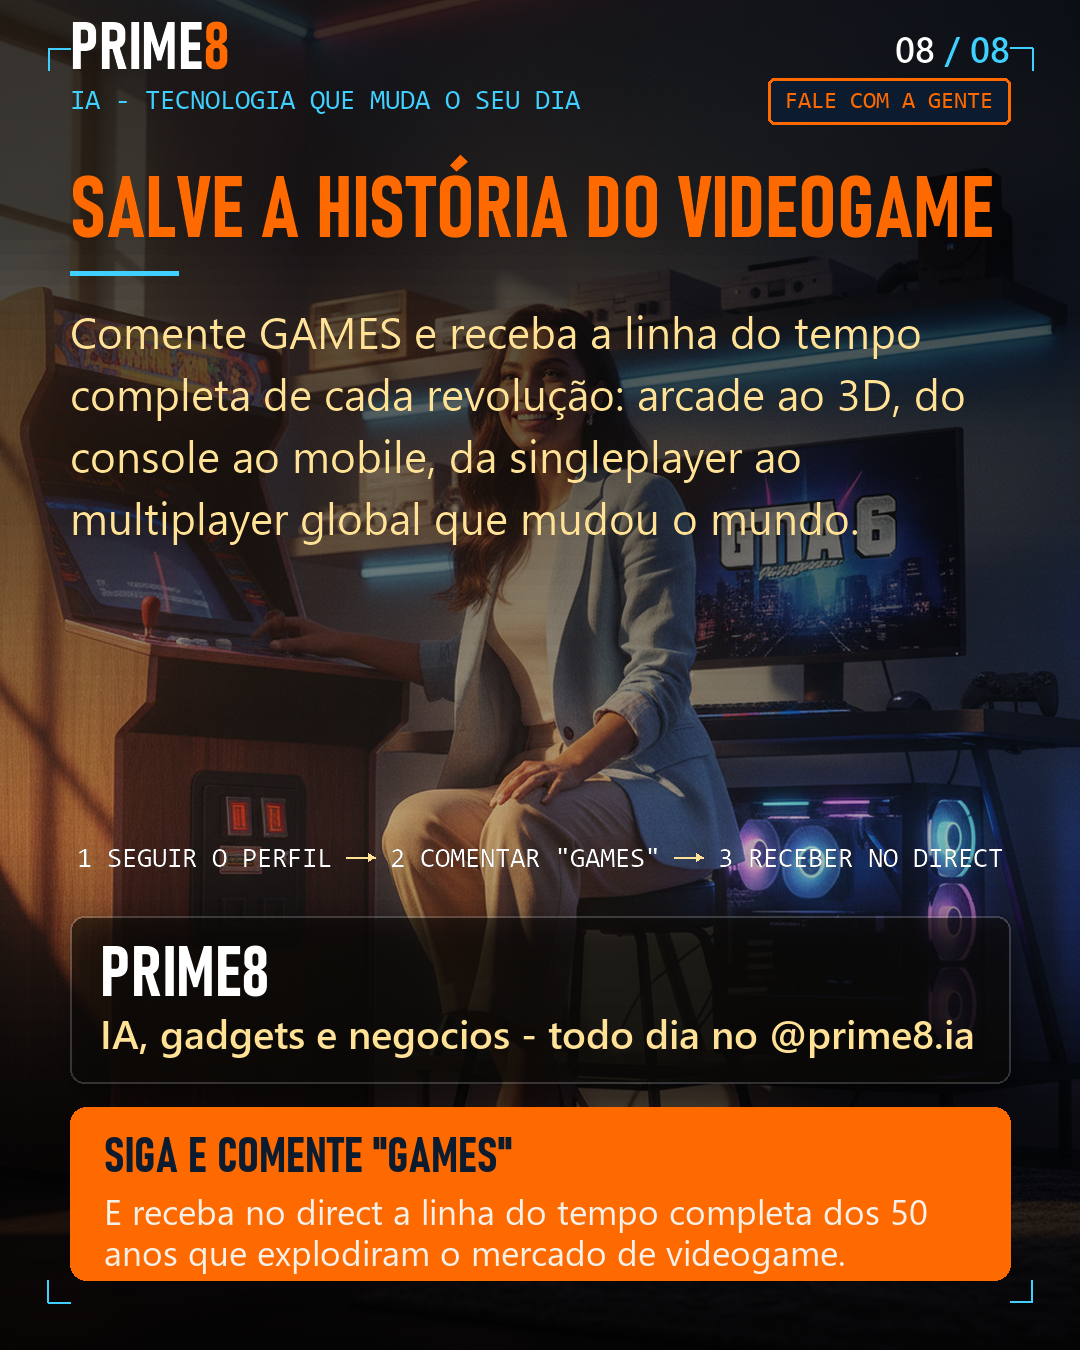 PRIME8
08 / 08
IA - TECNOLOGIA QUE MUDA O SEU DIA
FALE COM A GENTE
SALVE A HISTÓRIA DO VIDEOGAME
Comente GAMES e receba a linha do tempo
completa de cada revolução: arcade ao 3D, do
console ao mobile, da singleplayer ao
multiplayer global que mudou o mundo.
GTTA 6
1 SEGUIR O PERFIL → 2 COMENTAR "GAMES" → 3 RECEBER NO DIRECT
PRIME8
IA, gadgets e negocios - todo dia no @prime8.ia
SIGA E COMENTE "GAMES"
E receba no direct a linha do tempo completa dos 50
anos que explodiram o mercado de videogame.